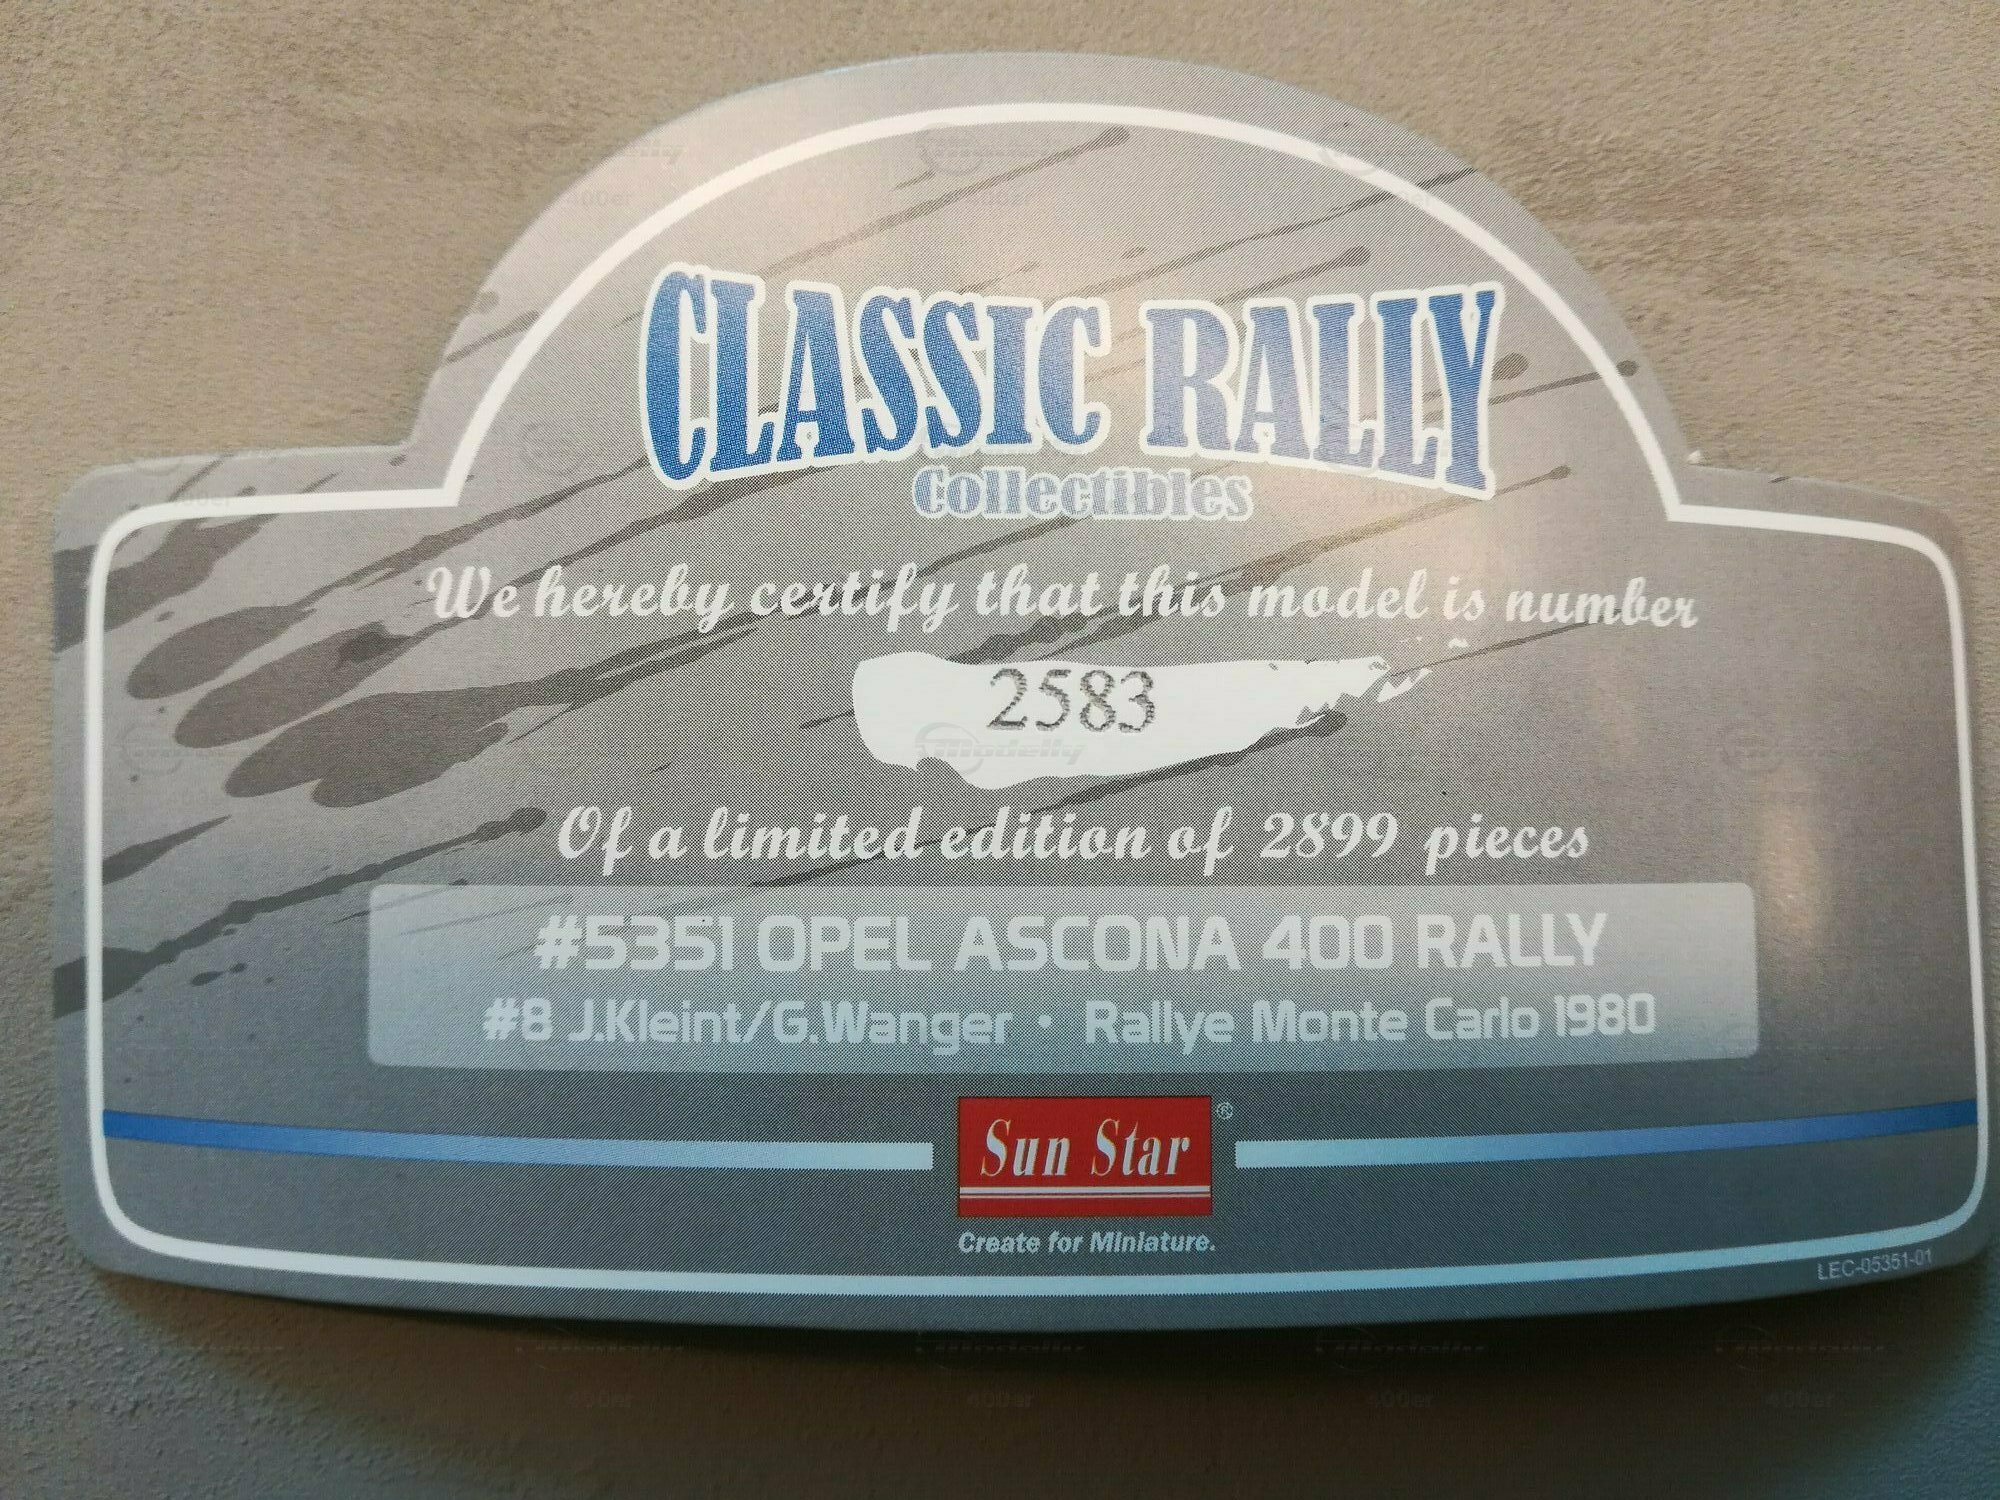 CLASSIC RALLY
Collectibles
We hereby certify that this model is number
2583
Of a limited edition of 2899 pieces
#5351 OPEL ASCONA 400 RALLY
#8 J.Kleint/G.Wanger • Rallye Monte Carlo 1980
Sun Star ®
Create for Miniature.
LEC-05351-01
Modelly
400er